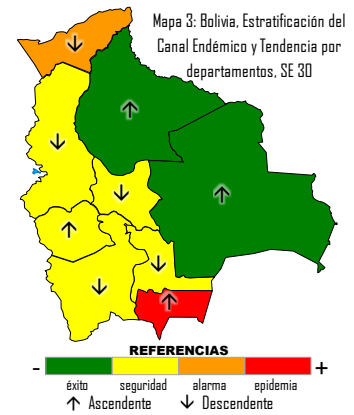 Mapa 3: Bolivia, Estratificación del
Canal Endémico y Tendencia por
departamentos, SE 30
REFERENCIAS
- +
éxito seguridad alarma epidemia
↑ Ascendente ↓ Descendente